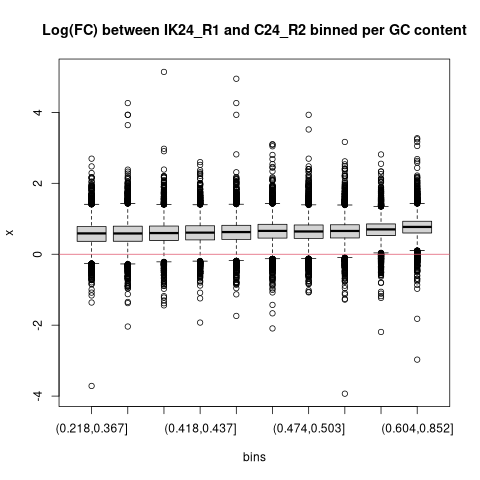 Log(FC) between IK24_R1 and C24_R2 binned per GC content
4
2
0
-2
-4
x
(0.218,0.367] (0.418,0.437] (0.474,0.503] (0.604,0.852]
bins